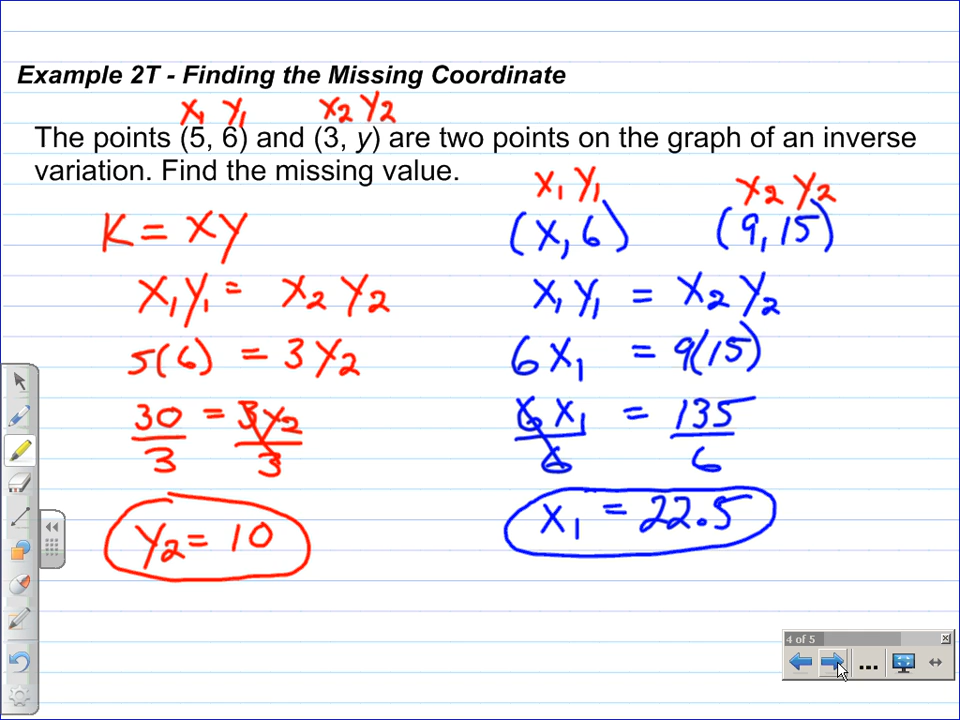 Example 2T - Finding the Missing Coordinate
x₁ y₁ x₂ y₂
The points (5, 6) and (3, y) are two points on the graph of an inverse
variation. Find the missing value.
K = xy
x₁y₁ = x₂y₂
5(6) = 3y₂
30/3 = 3y₂/3
y₂ = 10
x₁ y₁ x₂ y₂
(x, 6) (9, 15)
x₁y₁ = x₂y₂
6x₁ = 9(15)
6x₁/6 = 135/6
x₁ = 22.5
4 of 5
...